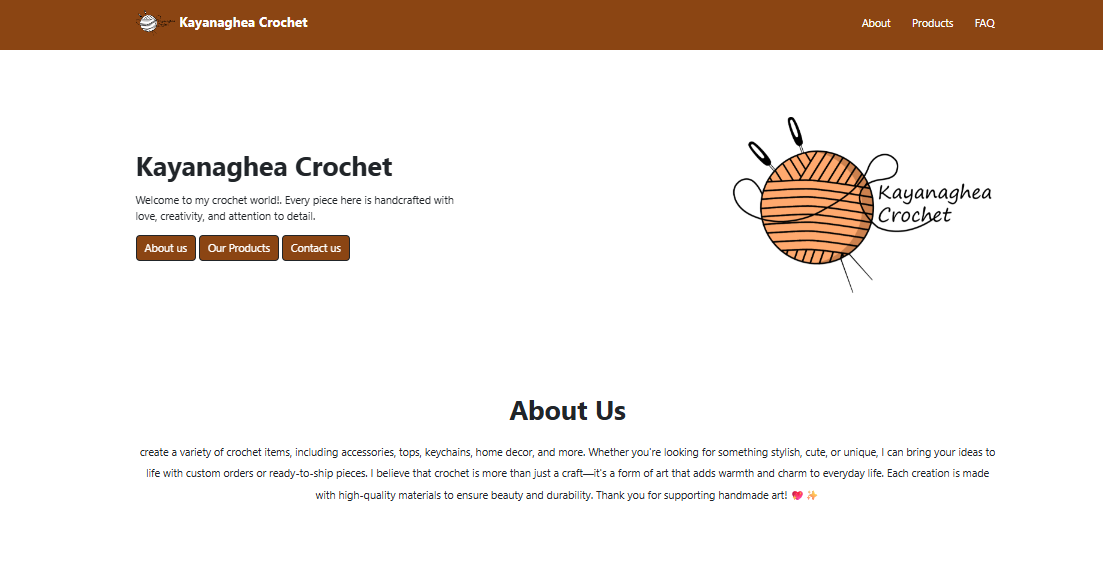 Kayanaghea Crochet
About
Products
FAQ
Kayanaghea Crochet
Welcome to my crochet world!. Every piece here is handcrafted with
love, creativity, and attention to detail.
About us
Our Products
Contact us
Kayanaghea
Crochet
About Us
create a variety of crochet items, including accessories, tops, keychains, home decor, and more. Whether you're looking for something stylish, cute, or unique, I can bring your ideas to
life with custom orders or ready-to-ship pieces. I believe that crochet is more than just a craft—it's a form of art that adds warmth and charm to everyday life. Each creation is made
with high-quality materials to ensure beauty and durability. Thank you for supporting handmade art! 💖 ✨